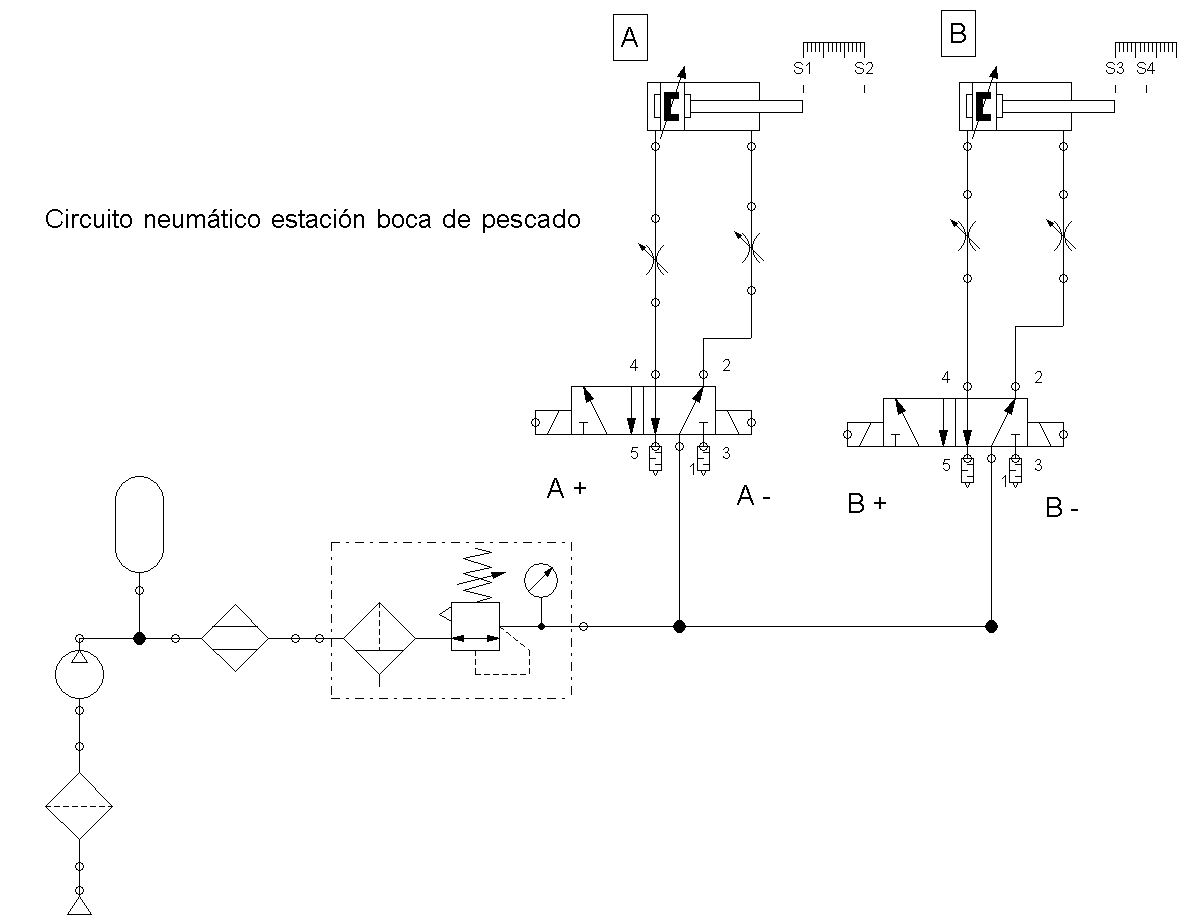 A
B
S1 S2
S3 S4
Circuito neumático estación boca de pescado
4 2
4 2
5 1 3
5 1 3
A + A -
B + B -